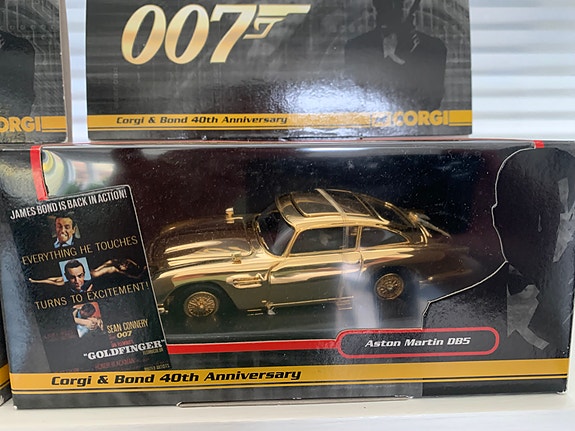 007
Corgi & Bond 40th Anniversary
CORGI
ORGI
JAMES BOND IS BACK IN ACTION!
EVERYTHING HE TOUCHES
TURNS TO EXCITEMENT!
SEAN CONNERY
007
"GOLDFINGER"
Aston Martin DB5
Corgi & Bond 40th Anniversary